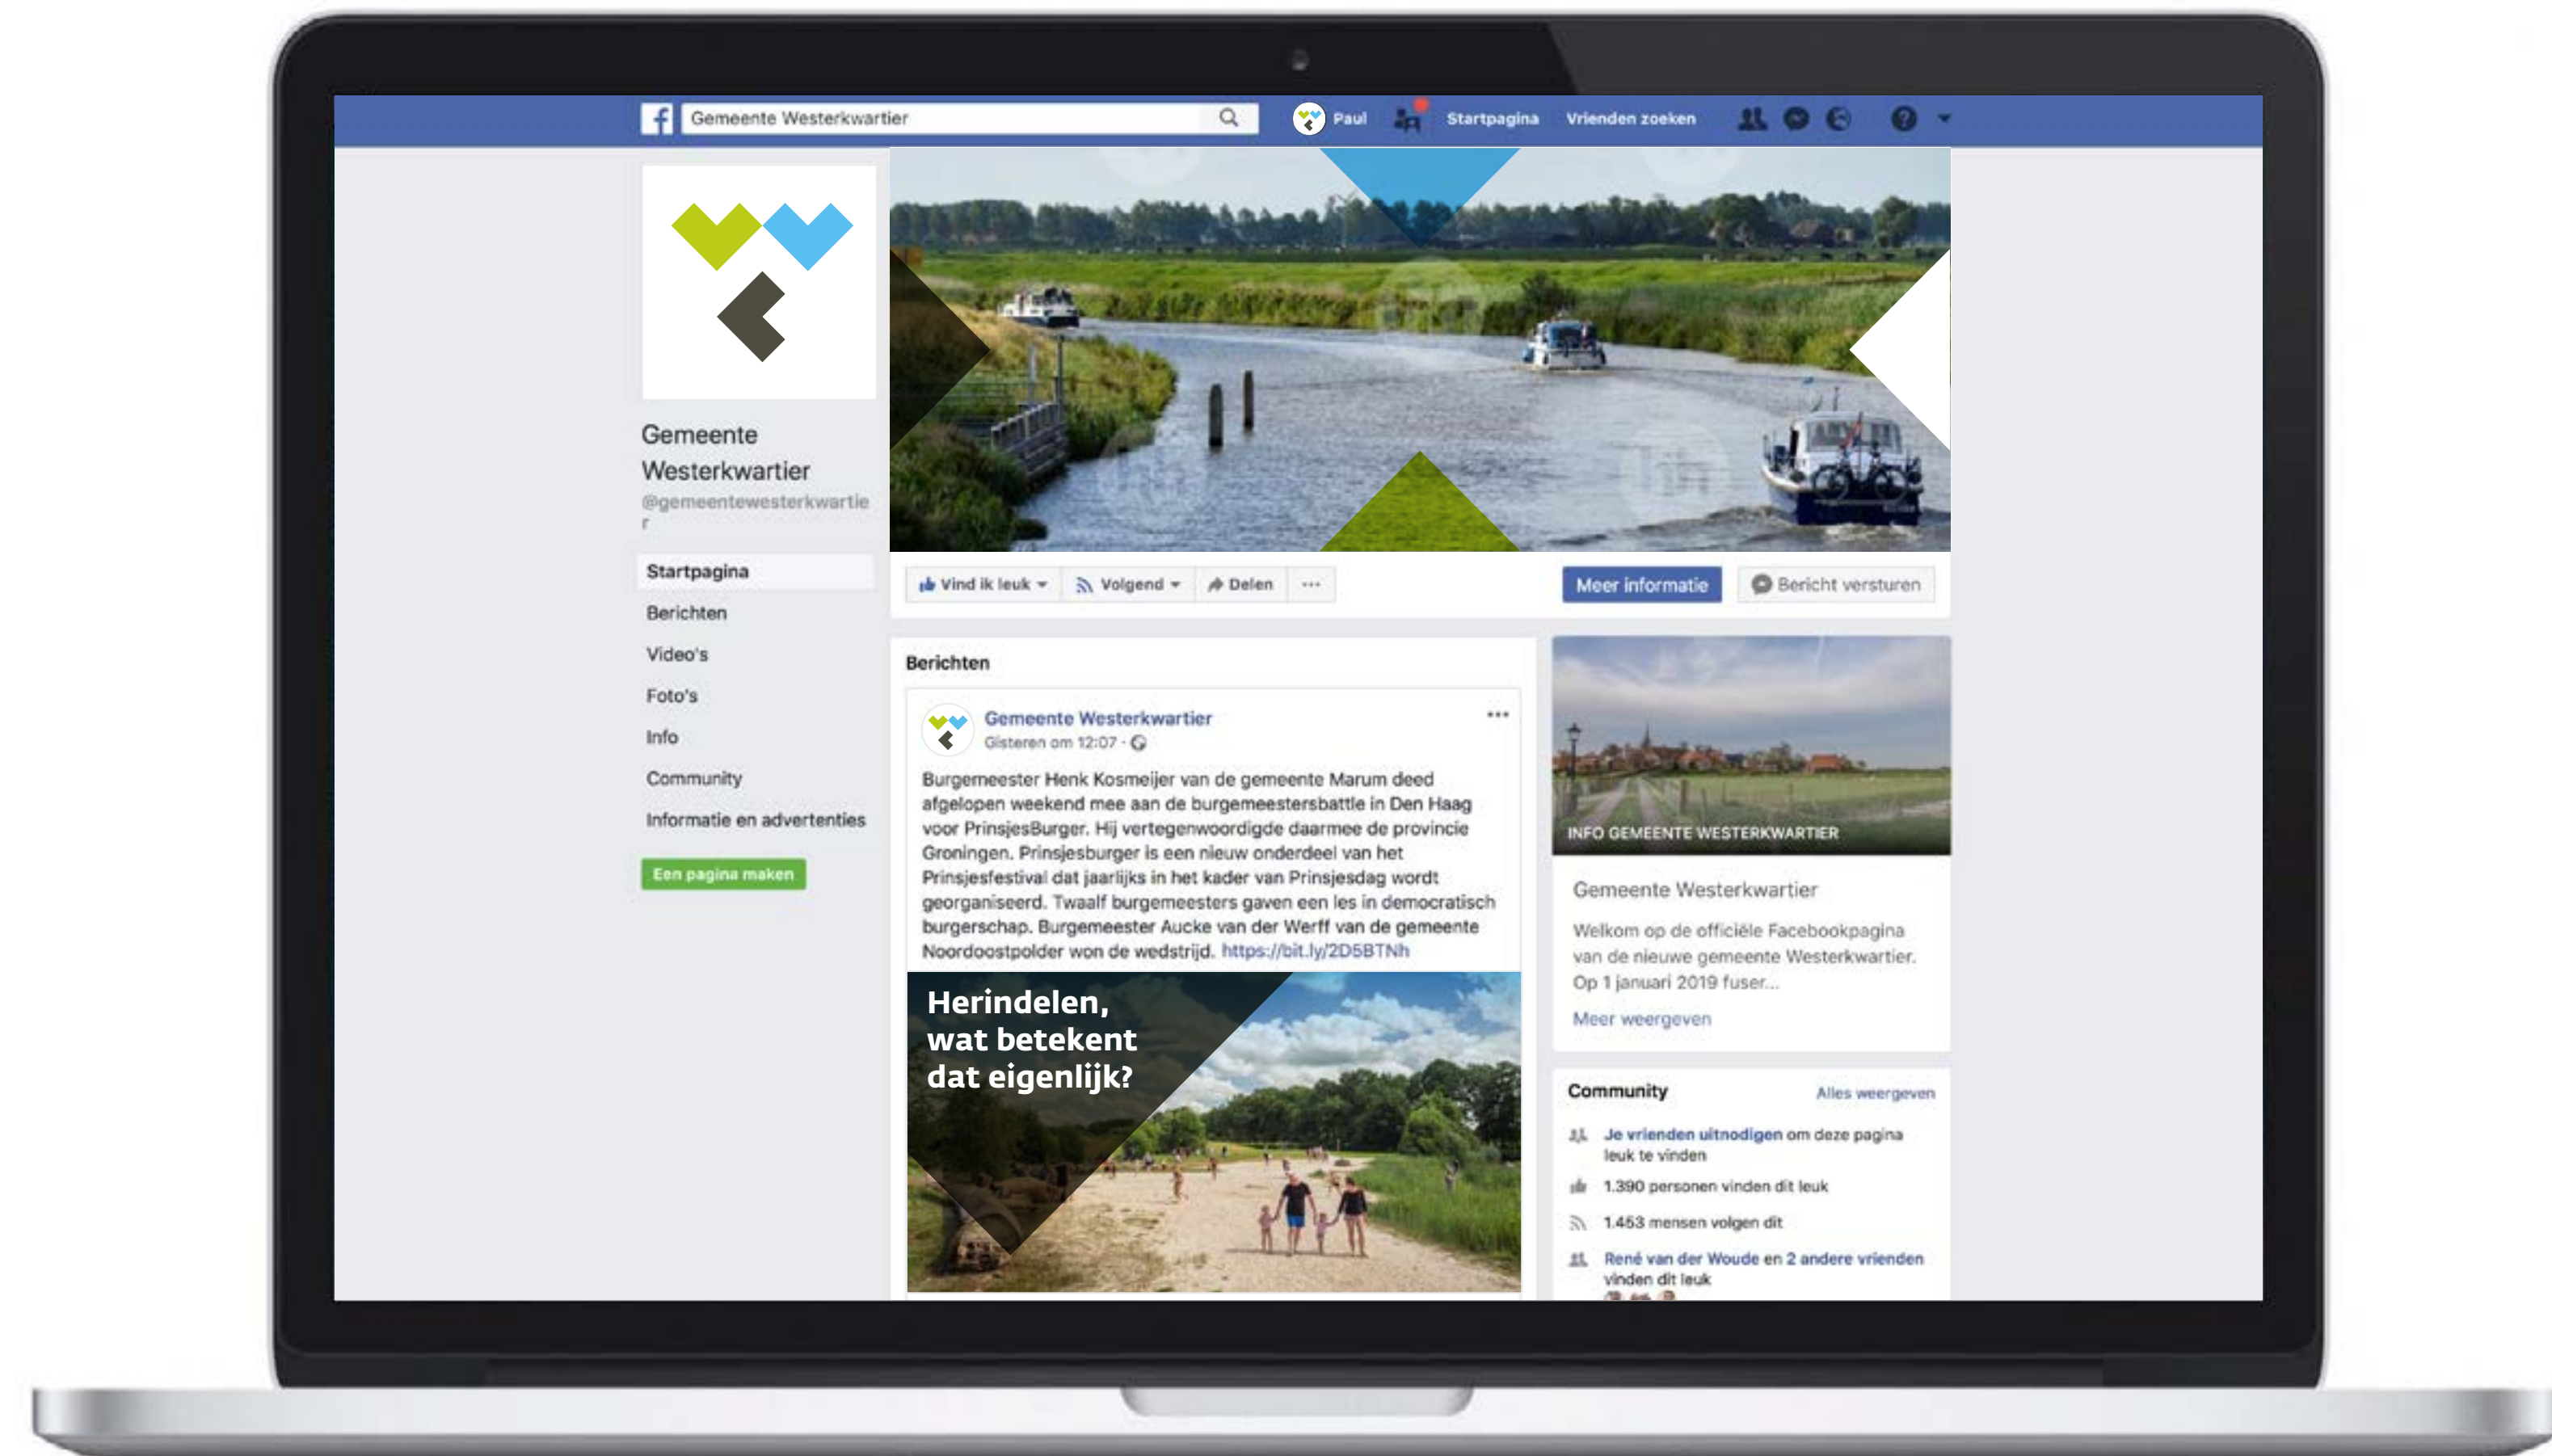 Gemeente Westerkwartier
Paul
Startpagina
Vrienden zoeken
Gemeente
Westerkwartier
@gemeentewesterkwartie
r
Startpagina
Berichten
Video's
Foto's
Info
Community
Informatie en advertenties
Een pagina maken
Vind ik leuk
Volgend
Delen
Meer informatie
Bericht versturen
Berichten
Gemeente Westerkwartier
Gisteren om 12:07 ·
Burgemeester Henk Kosmeijer van de gemeente Marum deed
afgelopen weekend mee aan de burgemeestersbattle in Den Haag
voor PrinsjesBurger. Hij vertegenwoordigde daarmee de provincie
Groningen. Prinsjesburger is een nieuw onderdeel van het
Prinsjesfestival dat jaarlijks in het kader van Prinsjesdag wordt
georganiseerd. Twaalf burgemeesters gaven een les in democratisch
burgerschap. Burgemeester Aucke van der Werff van de gemeente
Noordoostpolder won de wedstrijd. https://bit.ly/2D5BTNh
Herindelen,
wat betekent
dat eigenlijk?
INFO GEMEENTE WESTERKWARTIER
Gemeente Westerkwartier
Welkom op de officiële Facebookpagina
van de nieuwe gemeente Westerkwartier.
Op 1 januari 2019 fuser...
Meer weergeven
Community
Alles weergeven
Je vrienden uitnodigen om deze pagina
leuk te vinden
1.390 personen vinden dit leuk
1.453 mensen volgen dit
René van der Woude en 2 andere vrienden
vinden dit leuk